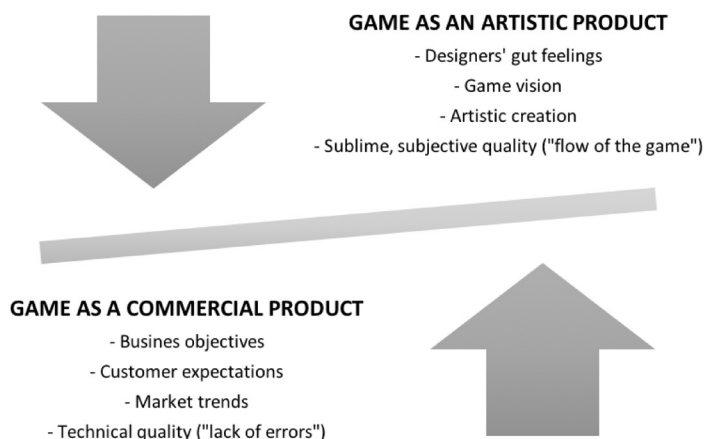 GAME AS AN ARTISTIC PRODUCT
- Designers' gut feelings
- Game vision
- Artistic creation
- Sublime, subjective quality ("flow of the game")
GAME AS A COMMERCIAL PRODUCT
- Busines objectives
- Customer expectations
- Market trends
- Technical quality ("lack of errors")